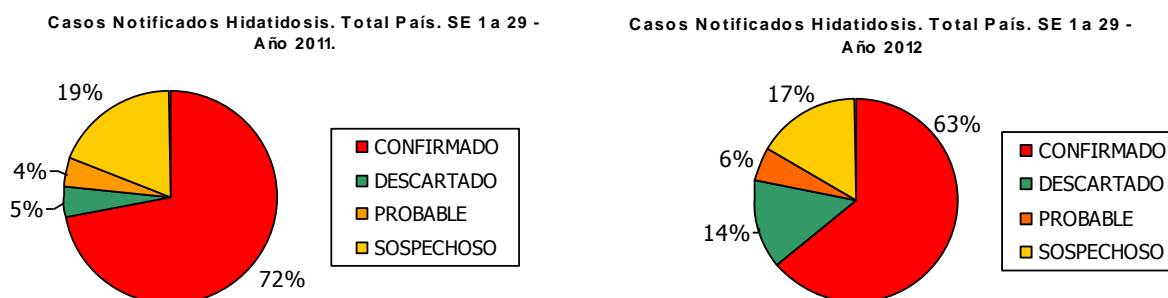 Casos Notificados Hidatidosis. Total País. SE 1 a 29 -
Año 2011.
19%
4%
5%
72%
CONFIRMADO
DESCARTADO
PROBABLE
SOSPECHOSO
Casos Notificados Hidatidosis. Total País. SE 1 a 29 -
Año 2012
17%
63%
6%
14%
CONFIRMADO
DESCARTADO
PROBABLE
SOSPECHOSO